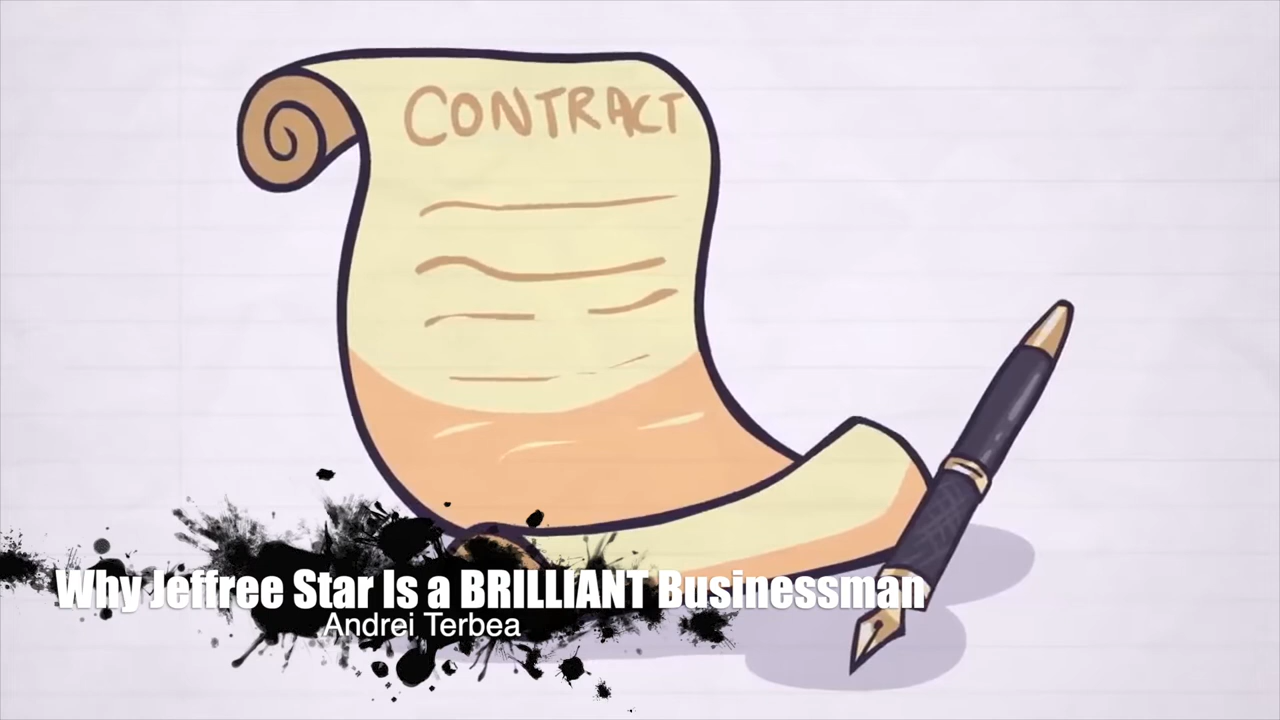 CONTRACT
Why Jeffree Star Is a BRILLIANT Businessman
Andrei Terbea